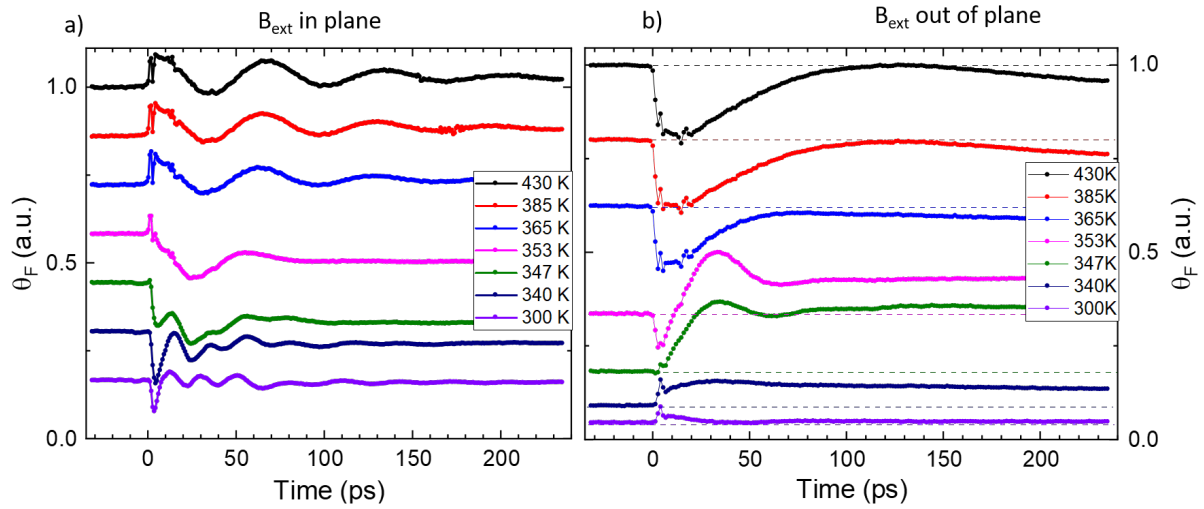 a)
B_ext in plane
b)
B_ext out of plane
1.0
0.5
0.0
θ_F (a.u.)
0
50
100
150
200
Time (ps)
430 K
385 K
365 K
353 K
347 K
340 K
300 K
0
50
100
150
200
Time (ps)
430K
385K
365K
353K
347K
340K
300K
1.0
0.5
0.0
θ_F (a.u.)